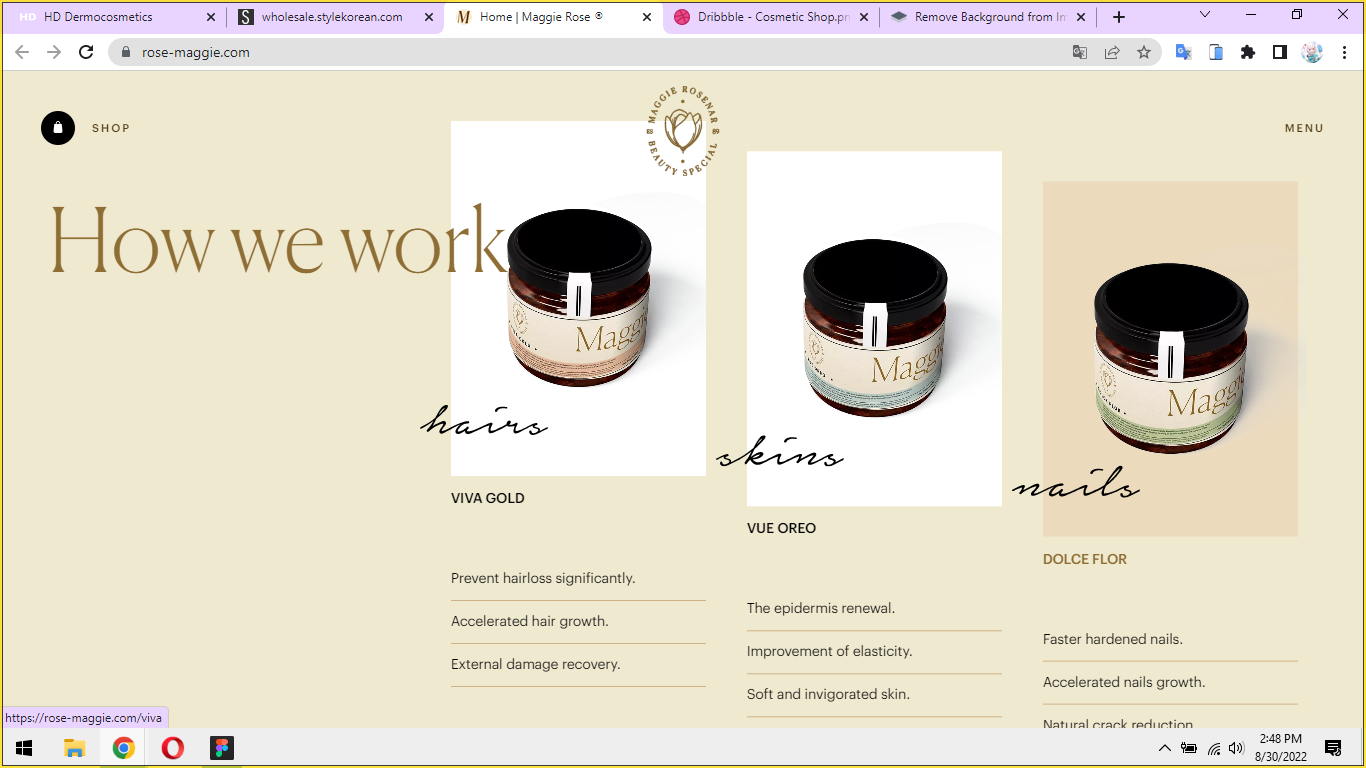 HD HD Dermocosmetics
S wholesale.stylekorean.com
M Home | Maggie Rose ®
Dribbble - Cosmetic Shop.pn
Remove Background from Im
rose-maggie.com
SHOP
MAGGIE ROSENAR
BEAUTY SPECIAL
MENU
How we work
Maggie
hairs
VIVA GOLD
Prevent hairloss significantly.
Accelerated hair growth.
External damage recovery.
Maggie
skins
VUE OREO
The epidermis renewal.
Improvement of elasticity.
Soft and invigorated skin.
Maggie
nails
DOLCE FLOR
Faster hardened nails.
Accelerated nails growth.
Natural crack reduction
https://rose-maggie.com/viva
2:48 PM
8/30/2022